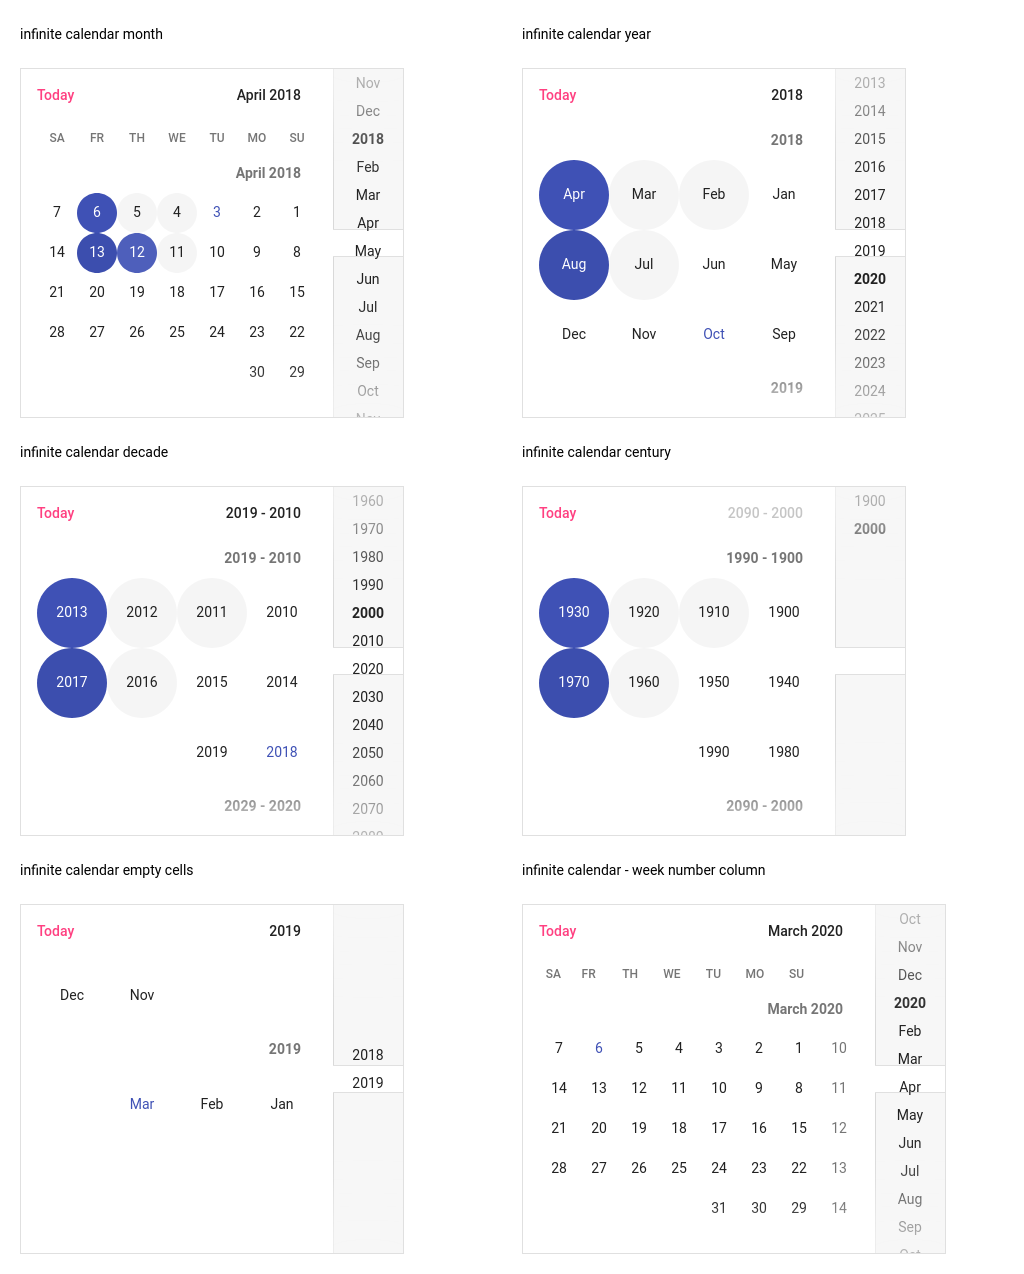 infinite calendar month
Today April 2018
SA FR TH WE TU MO SU
April 2018
7 6 5 4 3 2 1
14 13 12 11 10 9 8
21 20 19 18 17 16 15
28 27 26 25 24 23 22
30 29
Nov
Dec
2018
Feb
Mar
Apr
May
Jun
Jul
Aug
Sep
Oct
Nov
infinite calendar year
Today 2018
2018
Apr Mar Feb Jan
Aug Jul Jun May
Dec Nov Oct Sep
2019
2013
2014
2015
2016
2017
2018
2019
2020
2021
2022
2023
2024
2025
infinite calendar decade
Today 2019 - 2010
2019 - 2010
2013 2012 2011 2010
2017 2016 2015 2014
2019 2018
2029 - 2020
1960
1970
1980
1990
2000
2010
2020
2030
2040
2050
2060
2070
2080
infinite calendar century
Today 2090 - 2000
1990 - 1900
1930 1920 1910 1900
1970 1960 1950 1940
1990 1980
2090 - 2000
1900
2000
infinite calendar empty cells
Today 2019
Dec Nov
2019
Mar Feb Jan
2018
2019
infinite calendar - week number column
Today March 2020
SA FR TH WE TU MO SU
March 2020
7 6 5 4 3 2 1 10
14 13 12 11 10 9 8 11
21 20 19 18 17 16 15 12
28 27 26 25 24 23 22 13
31 30 29 14
Oct
Nov
Dec
2020
Feb
Mar
Apr
May
Jun
Jul
Aug
Sep
Oct